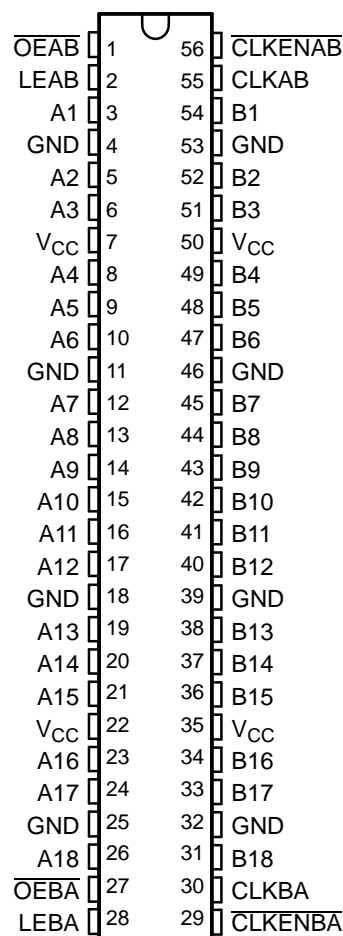 O̅E̅A̅B̅ 1 56 C̅L̅K̅E̅N̅A̅B̅
LEAB 2 55 CLKAB
A1 3 54 B1
GND 4 53 GND
A2 5 52 B2
A3 6 51 B3
VCC 7 50 VCC
A4 8 49 B4
A5 9 48 B5
A6 10 47 B6
GND 11 46 GND
A7 12 45 B7
A8 13 44 B8
A9 14 43 B9
A10 15 42 B10
A11 16 41 B11
A12 17 40 B12
GND 18 39 GND
A13 19 38 B13
A14 20 37 B14
A15 21 36 B15
VCC 22 35 VCC
A16 23 34 B16
A17 24 33 B17
GND 25 32 GND
A18 26 31 B18
O̅E̅B̅A̅ 27 30 CLKBA
LEBA 28 29 C̅L̅K̅E̅N̅B̅A̅